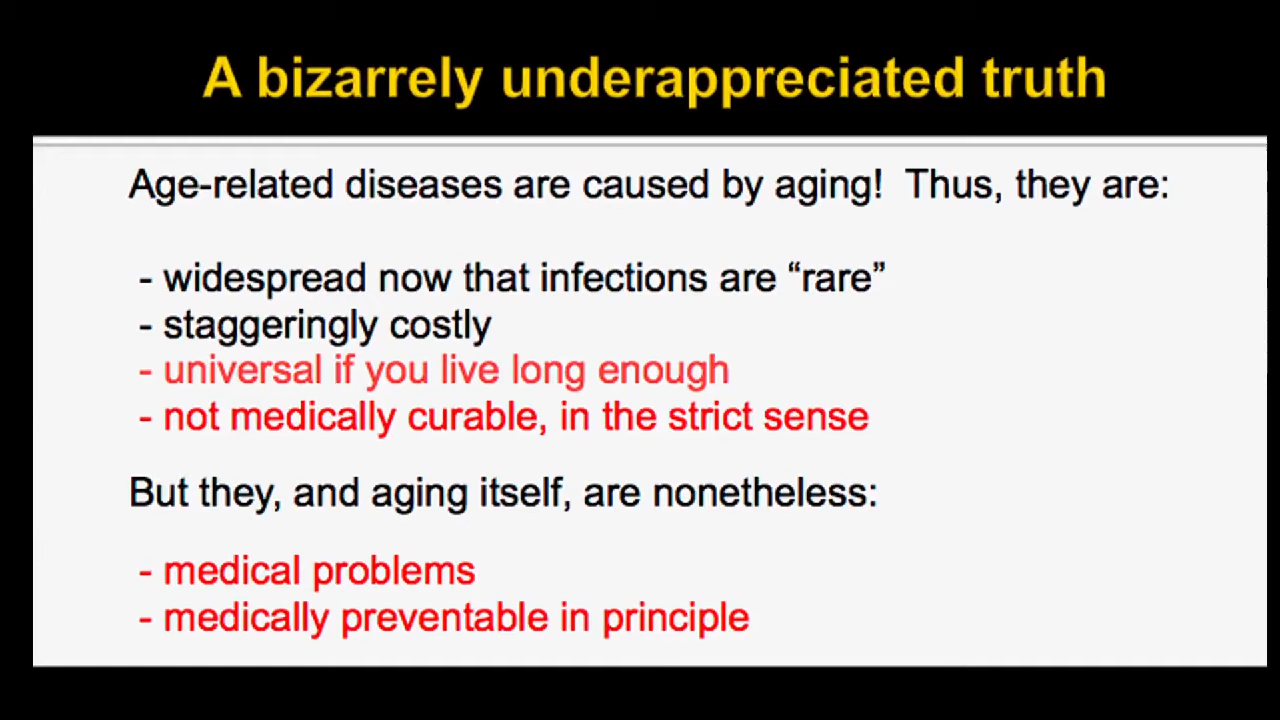 A bizarrely underappreciated truth
Age-related diseases are caused by aging! Thus, they are:
- widespread now that infections are “rare”
- staggeringly costly
- universal if you live long enough
- not medically curable, in the strict sense
But they, and aging itself, are nonetheless:
- medical problems
- medically preventable in principle